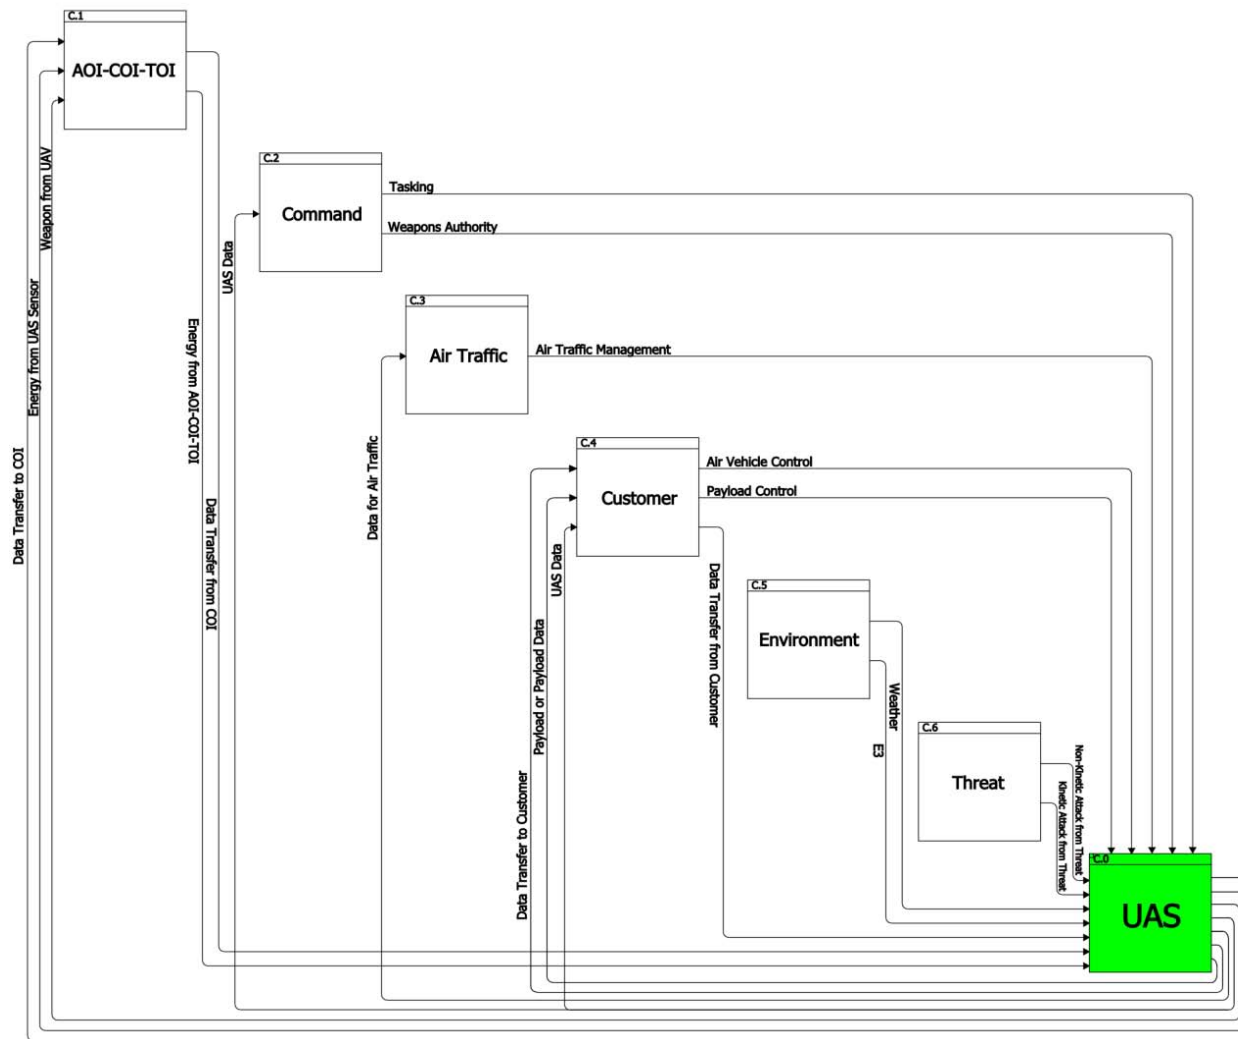 C.1
AOI-COI-TOI
C.2
Command
Tasking
Weapons Authority
C.3
Air Traffic
Air Traffic Management
C.4
Customer
Air Vehicle Control
Payload Control
C.5
Environment
C.6
Threat
C.0
UAS
Data Transfer to COI
Energy from UAS Sensor
Weapon from UAV
Energy from AOI-COI-TOI
Data Transfer from COI
UAS Data
Data for Air Traffic
Data Transfer to Customer
Payload or Payload Data
UAS Data
Data Transfer from Customer
E3
Weather
Kinetic Attack from Threat
Non-Kinetic Attack from Threat